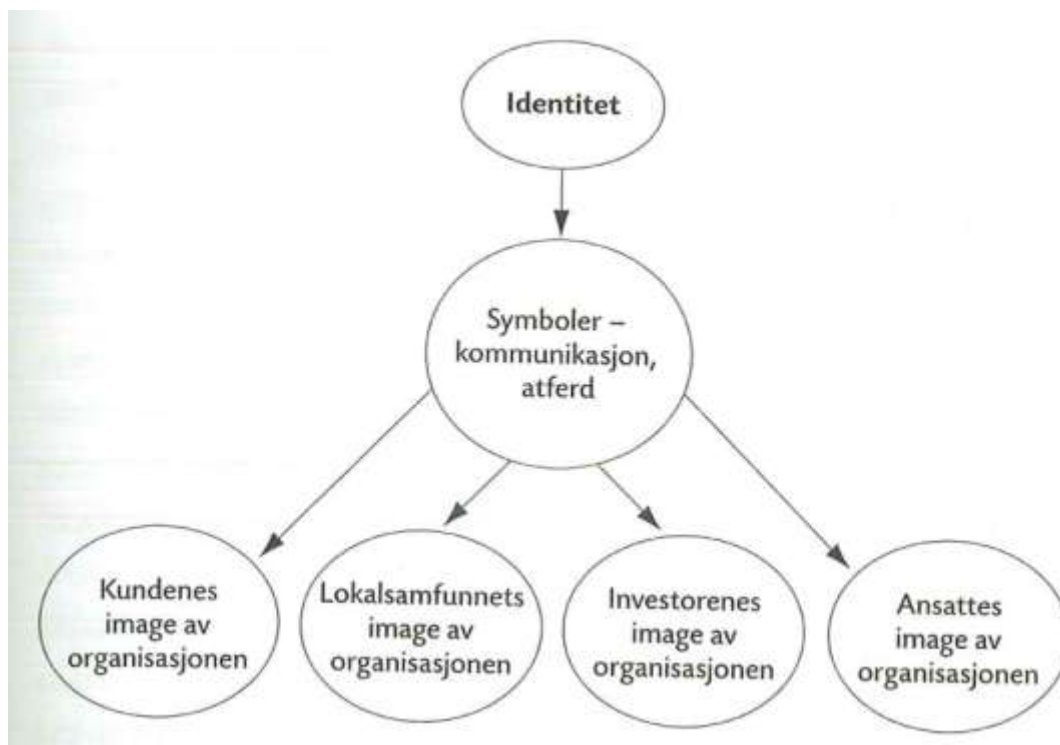 Identitet
Symboler –
kommunikasjon,
atferd
Kundenes
image av
organisasjonen
Lokalsamfunnets
image av
organisasjonen
Investorenes
image av
organisasjonen
Ansattes
image av
organisasjonen